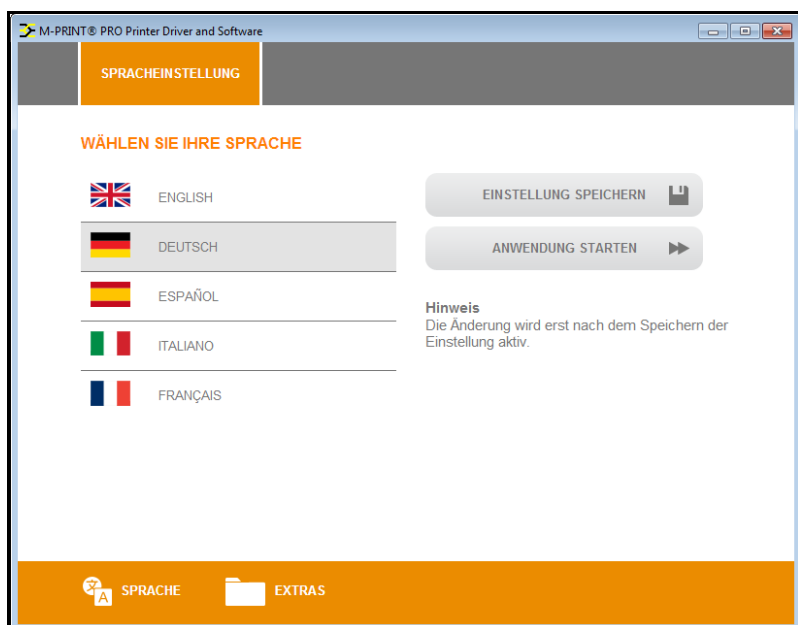 M-PRINT® PRO Printer Driver and Software
SPRACHEINSTELLUNG
WÄHLEN SIE IHRE SPRACHE
ENGLISH
DEUTSCH
ESPAÑOL
ITALIANO
FRANÇAIS
EINSTELLUNG SPEICHERN
ANWENDUNG STARTEN
Hinweis
Die Änderung wird erst nach dem Speichern der
Einstellung aktiv.
SPRACHE
EXTRAS